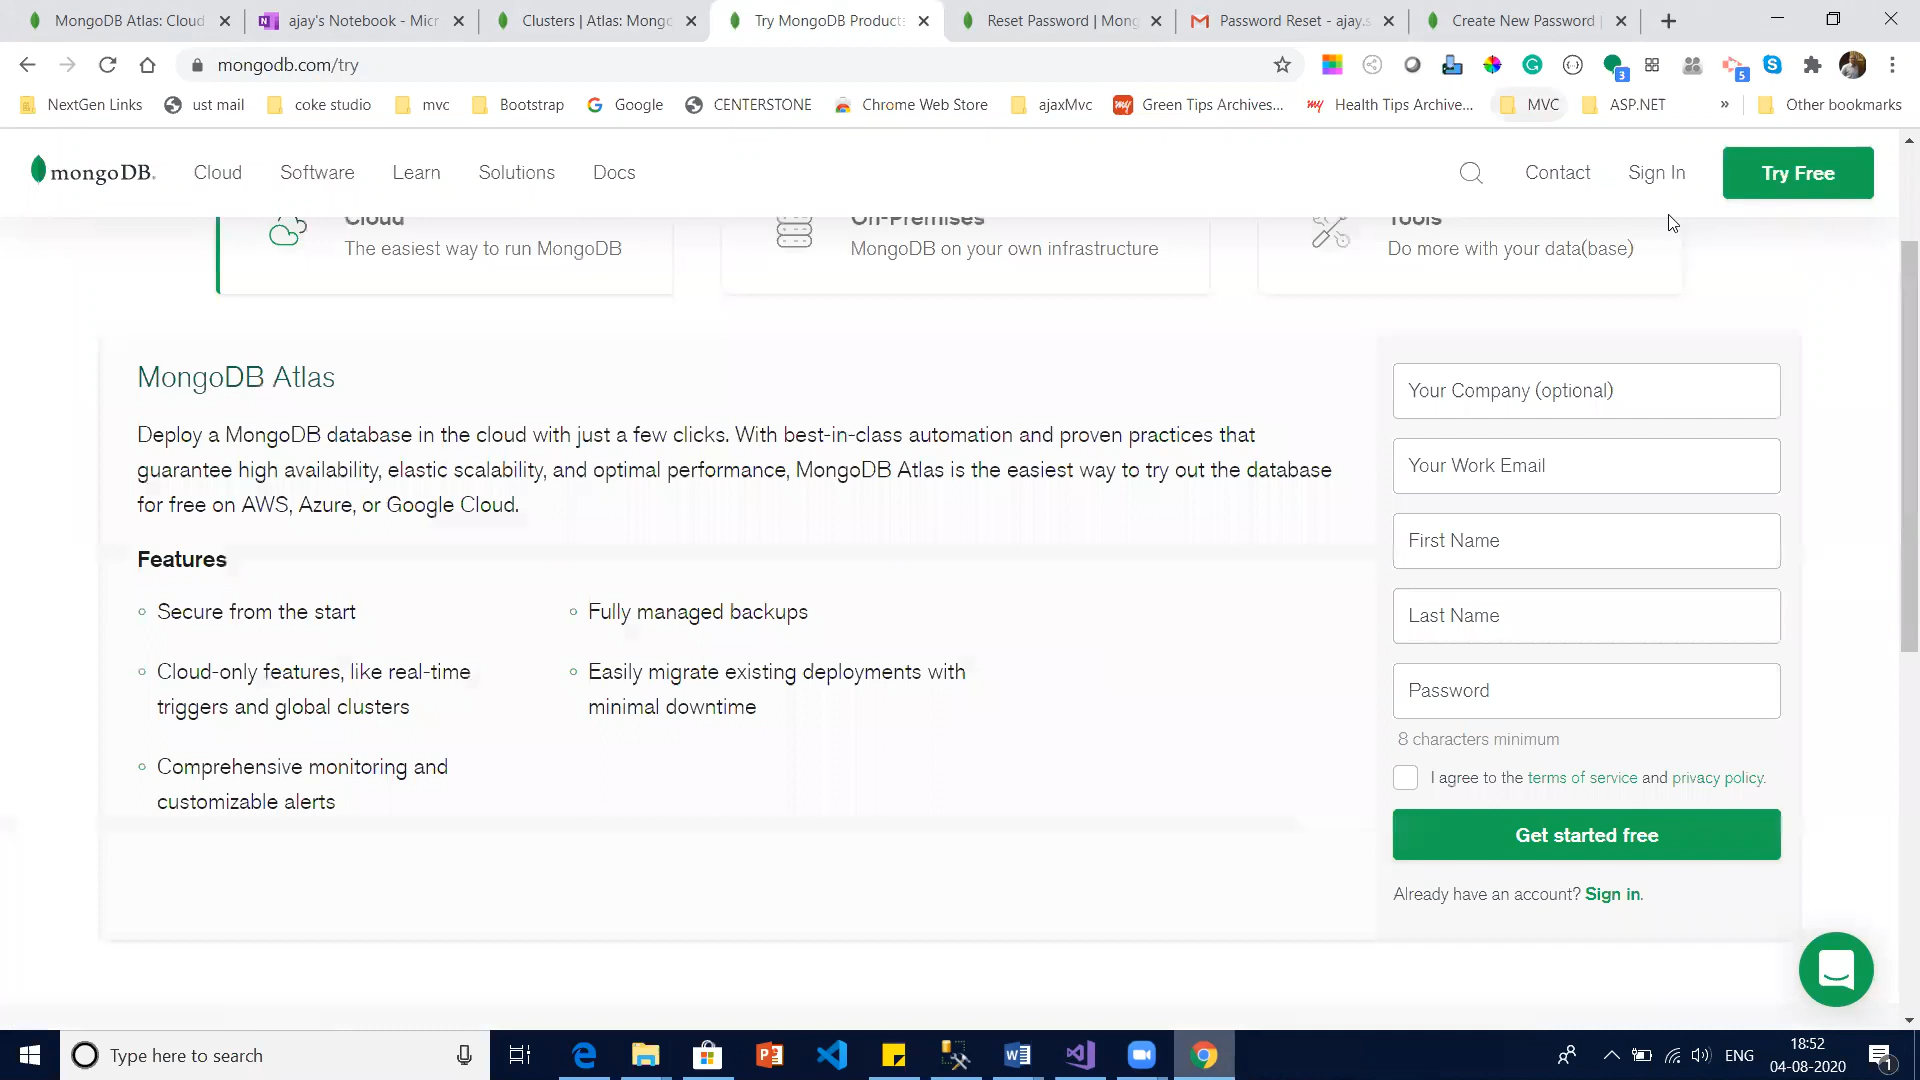 MongoDB Atlas: Cloud
ajay's Notebook - Micr
Clusters | Atlas: Mongo
Try MongoDB Products
Reset Password | Mong
Password Reset - ajay.s
Create New Password |
mongodb.com/try
3
5
NextGen Links
ust mail
coke studio
mvc
Bootstrap
Google
CENTERSTONE
Chrome Web Store
ajaxMvc
Green Tips Archives...
Health Tips Archive...
MVC
ASP.NET
»
Other bookmarks
mongoDB.
Cloud
Software
Learn
Solutions
Docs
Contact
Sign In
Try Free
Cloud
The easiest way to run MongoDB
On-Premises
MongoDB on your own infrastructure
Tools
Do more with your data(base)
MongoDB Atlas
Deploy a MongoDB database in the cloud with just a few clicks. With best-in-class automation and proven practices that
guarantee high availability, elastic scalability, and optimal performance, MongoDB Atlas is the easiest way to try out the database
for free on AWS, Azure, or Google Cloud.
Features
Secure from the start
Cloud-only features, like real-time
triggers and global clusters
Comprehensive monitoring and
customizable alerts
Fully managed backups
Easily migrate existing deployments with
minimal downtime
Your Company (optional)
Your Work Email
First Name
Last Name
Password
8 characters minimum
I agree to the terms of service and privacy policy.
Get started free
Already have an account? Sign in.
Type here to search
ENG
18:52
04-08-2020
1